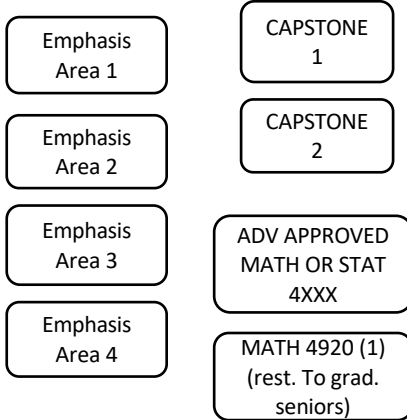 Emphasis
Area 1
Emphasis
Area 2
Emphasis
Area 3
Emphasis
Area 4
CAPSTONE
1
CAPSTONE
2
ADV APPROVED
MATH OR STAT
4XXX
MATH 4920 (1)
(rest. To grad.
seniors)